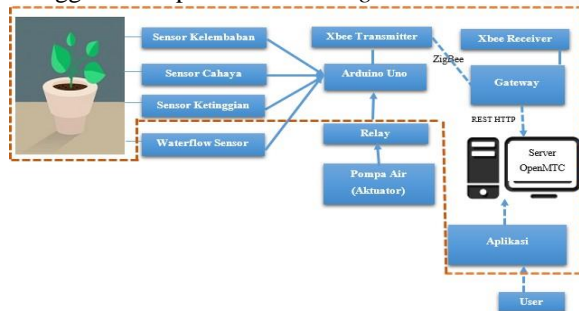 Sensor Kelembaban
Xbee Transmitter
Xbee Receiver
ZigBee
Sensor Cahaya
Arduino Uno
Gateway
Sensor Ketinggian
REST HTTP
Waterflow Sensor
Relay
Server
OpenMTC
Pompa Air
(Aktuator)
Aplikasi
User